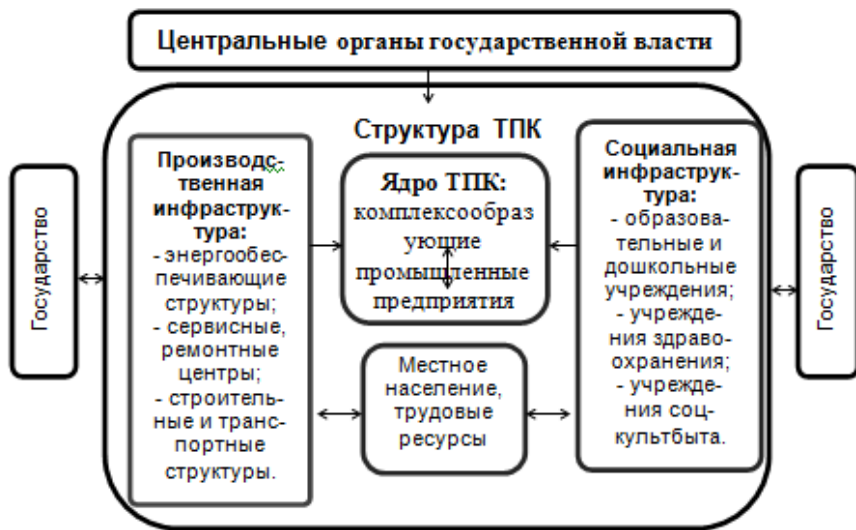 Центральные органы государственной власти
Структура ТПК
Государство
Производс-
твенная
инфраструк-
тура:
- энергообес-
печивающие
структуры;
- сервисные,
ремонтные
центры;
- строитель-
ные и транс-
портные
структуры.
Ядро ТПК:
комплексообраз
ующие
промышленные
предприятия
Местное
население,
трудовые
ресурсы
Социальная
инфраструк-
тура:
- образова-
тельные и
дошкольные
учреждения;
- учрежде-
ния здраво-
охранения;
- учрежде-
ния соц-
культбыта.
Государство